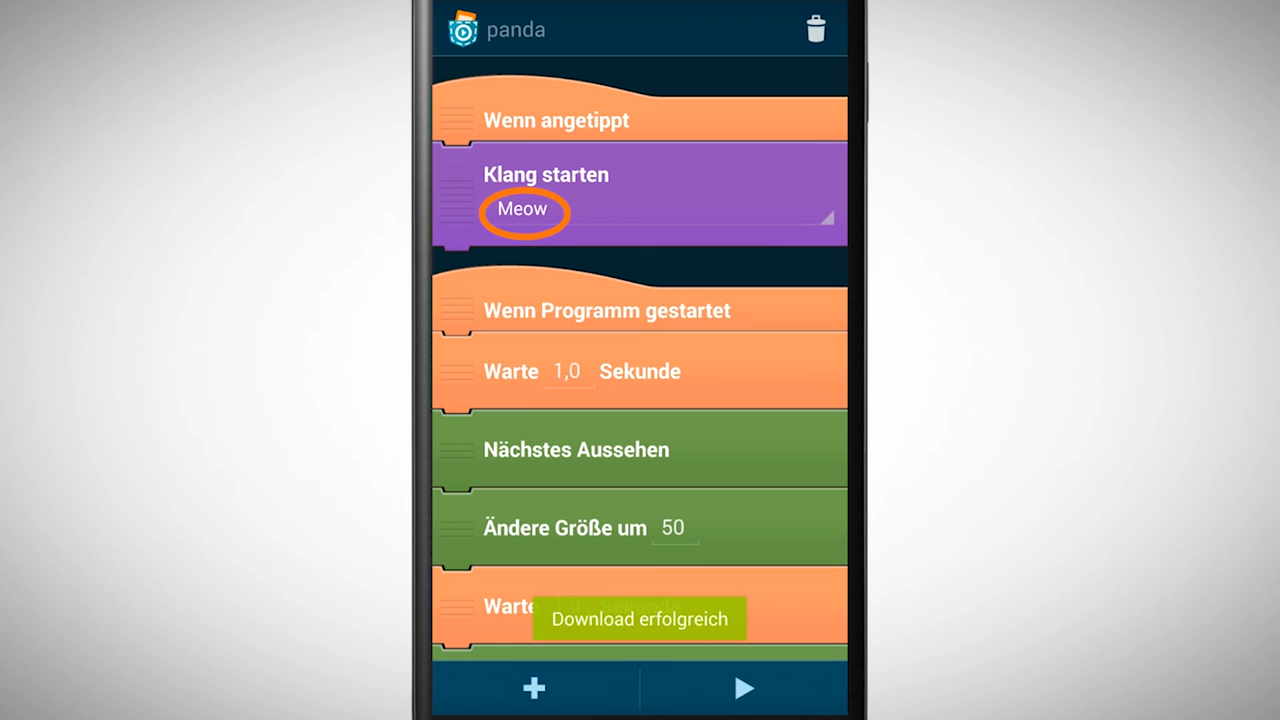 panda
Wenn angetippt
Klang starten
Meow
Wenn Programm gestartet
Warte 1,0 Sekunde
Nächstes Aussehen
Ändere Größe um 50
Warte
Download erfolgreich